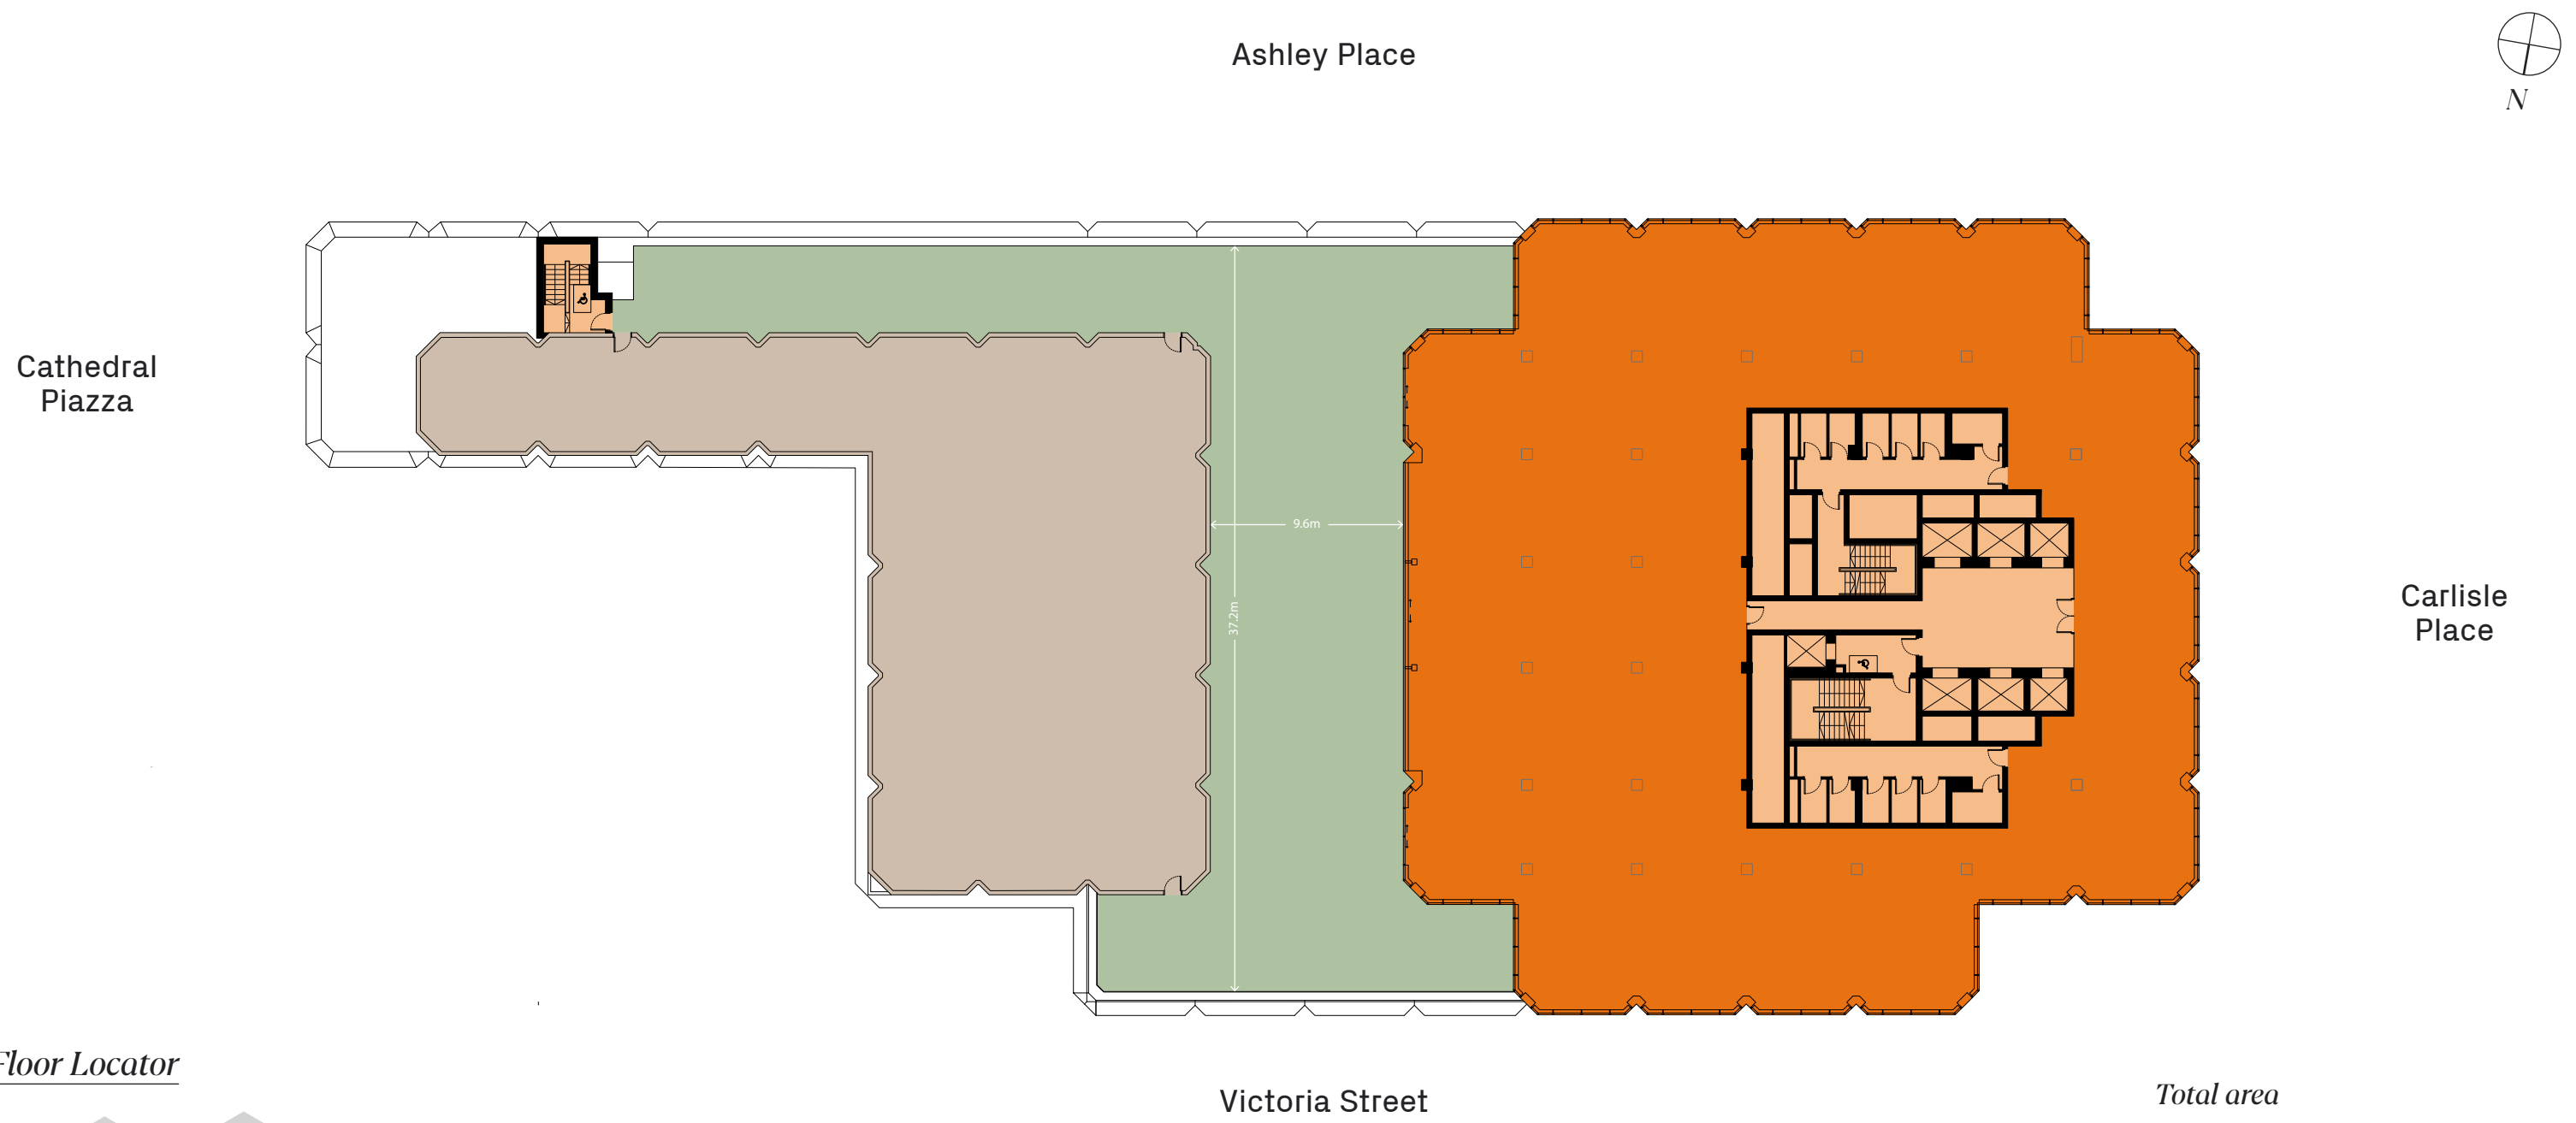 Ashley Place
N
Cathedral
Piazza
9.6m
37.2m
Carlisle
Place
Floor Locator
Victoria Street
Total area